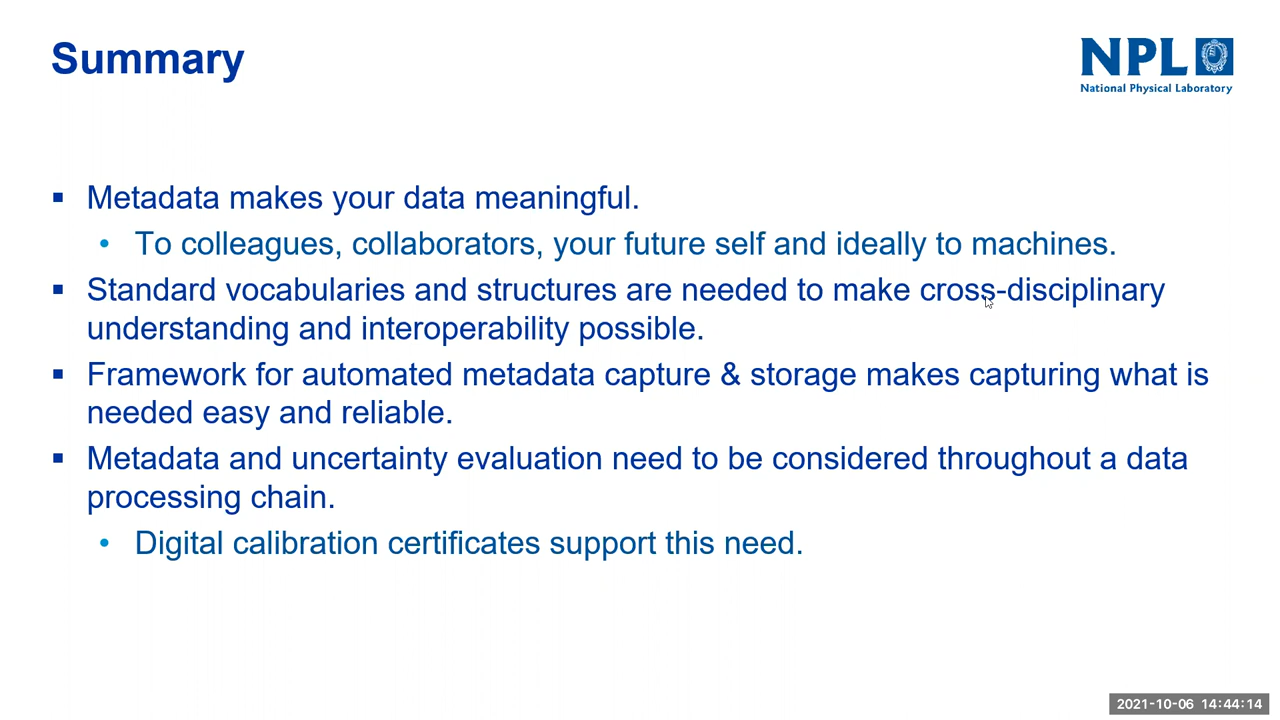 Summary
NPL
National Physical Laboratory
Metadata makes your data meaningful.
To colleagues, collaborators, your future self and ideally to machines.
Standard vocabularies and structures are needed to make cross-disciplinary
understanding and interoperability possible.
Framework for automated metadata capture & storage makes capturing what is
needed easy and reliable.
Metadata and uncertainty evaluation need to be considered throughout a data
processing chain.
Digital calibration certificates support this need.
2021-10-06 14:44:14